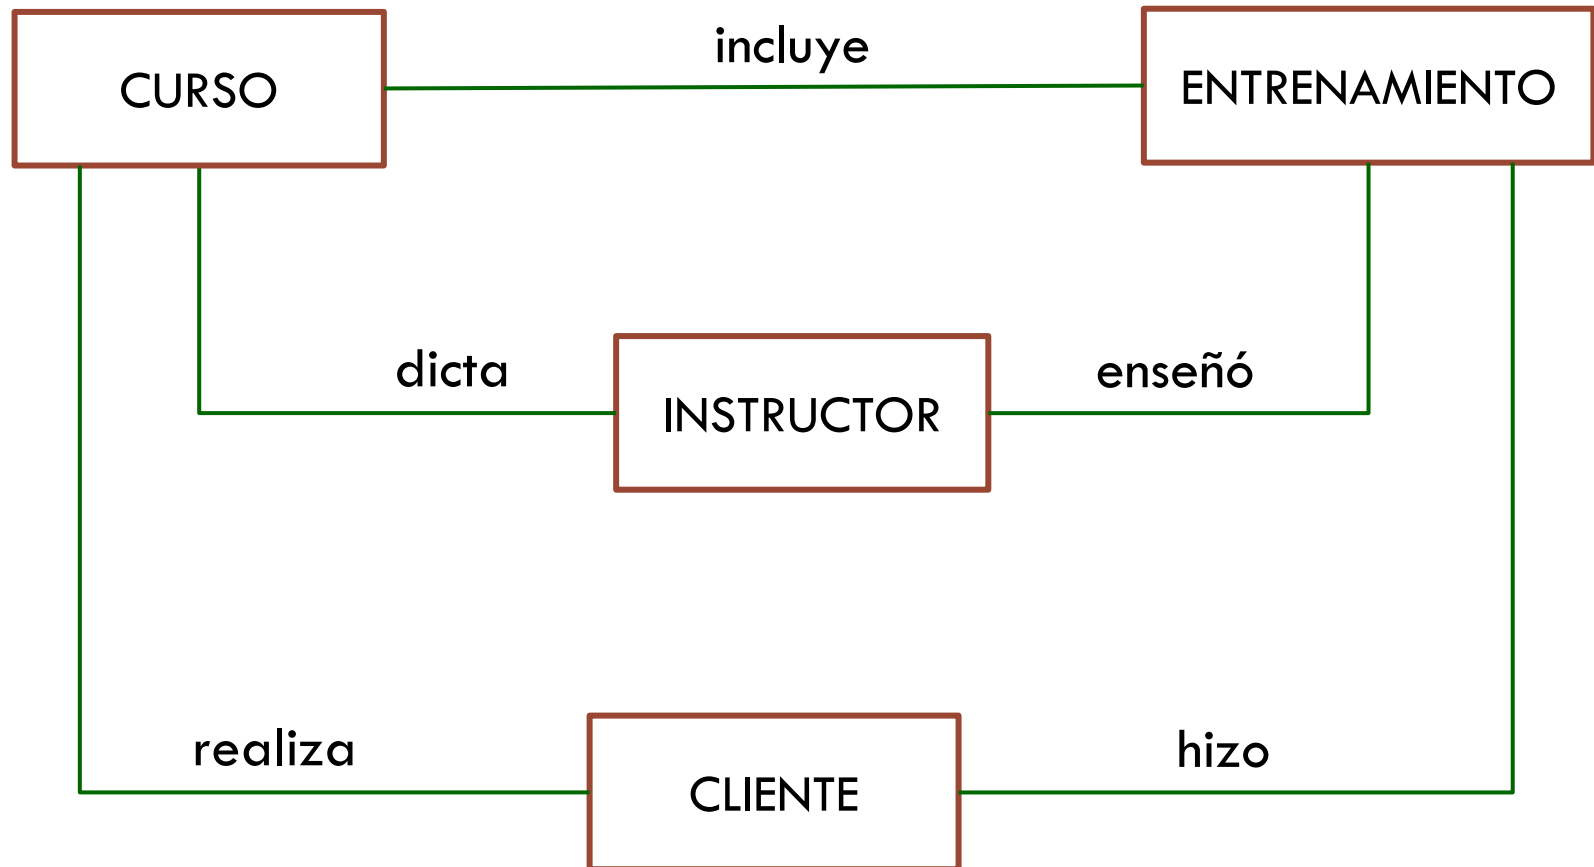 incluye
CURSO
ENTRENAMIENTO
dicta
enseñó
INSTRUCTOR
realiza
hizo
CLIENTE